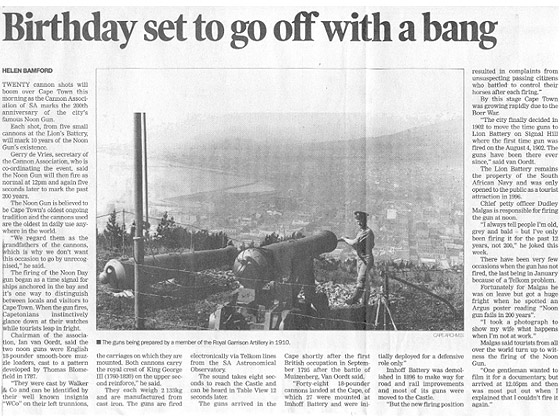 Birthday set to go off with a bang
HELEN BAMFORD
TWENTY cannon shots will
boom over Cape Town this
morning as the Cannon Associ-
ation of SA marks the 200th
anniversary of the city's
famous Noon Gun.
Each shot, from five small
cannons at the Lion's Battery,
will mark 10 years of the Noon
Gun's existence.
Gerry de Vries, secretary of
the Cannon Association, who is
co-ordinating the event, said
the Noon Gun will then fire as
normal at 12pm and again five
seconds later to mark the past
200 years.
The Noon Gun is believed to
be Cape Town's oldest ongoing
tradition and the cannons used
are the oldest in daily use any-
where in the world.
"We regard them as the
grandfathers of the cannons,
which is why we don't want
this occasion to go by unrecog-
nised," he said.
The firing of the Noon Day
gun began as a time signal for
ships anchored in the bay and
it's one way to distinguish
between locals and visitors to
Cape Town. When the gun fires,
Capetonians instinctively
glance down at their watches
while tourists leap in fright.
Chairman of the associa-
tion, Ian van Oordt, said the
two noon guns were English
18-pounder smooth-bore muz-
zle loaders, cast to a pattern
developed by Thomas Blome-
field in 1787.
"They were cast by Walker
& Co and can be identified by
their well known insignias
"WCo" on their left trunnions,
CAPE ARCHIVES
■ The guns being prepared by a member of the Royal Garrison Artillery in 1910.
the carriages on which they are
mounted. Both cannons carry
the royal crest of King George
III (1760-1820) on the upper sec-
ond reinforce," he said.
They each weigh 2 153kg
and are manufactured from
cast iron. The guns are fired
electronically via Telkom lines
from the SA Astronomical
Observatory.
The sound takes eight sec-
onds to reach the Castle and
can be heard in Table View 12
seconds later.
The guns arrived in the
Cape shortly after the first
British occupation in Septem-
ber 1795 after the battle of
Muizenberg, Van Oordt said.
"Forty-eight 18-pounder
cannons landed at the Cape, of
which 27 were mounted at
Imhoff Battery and were ini-
tially deployed for a defensive
role only."
Imhoff Battery was demol-
ished in 1896 to make way for
road and rail improvements
and most of its guns were
moved to the Castle.
"But the new firing position
resulted in complaints from
unsuspecting passing citizens
who battled to control their
horses after each firing."
By this stage Cape Town
was growing rapidly due to the
Boer War.
"The city finally decided in
1902 to move the time guns to
Lion Battery on Signal Hill
where the first time gun was
fired on the August 4, 1902. The
guns have been there ever
since," said van Oordt.
The Lion Battery remains
the property of the South
African Navy and was only
opened to the public as a tourist
attraction in 1996.
Chief petty officer Dudley
Malgas is responsible for firing
the gun at noon.
"I always tell people I'm old,
grey and bald – but I've only
been firing it for the past 12
years, not 200," he joked this
week.
There have been very few
occasions when the gun has not
fired, the last being in January
because of a Telkom problem.
Fortunately for Malgas he
was on leave but got a huge
fright when he spotted an
Argus poster reading "Noon
gun fails in 200 years".
"I took a photograph to
show my wife what happens
when I'm not at work."
Malgas said tourists from all
over the world turn up to wit-
ness the firing of the Noon
Gun.
"One gentleman wanted to
film it for a documentary, but
arrived at 12.05pm and it
was most put out when I
explained that I couldn't fire it
again."